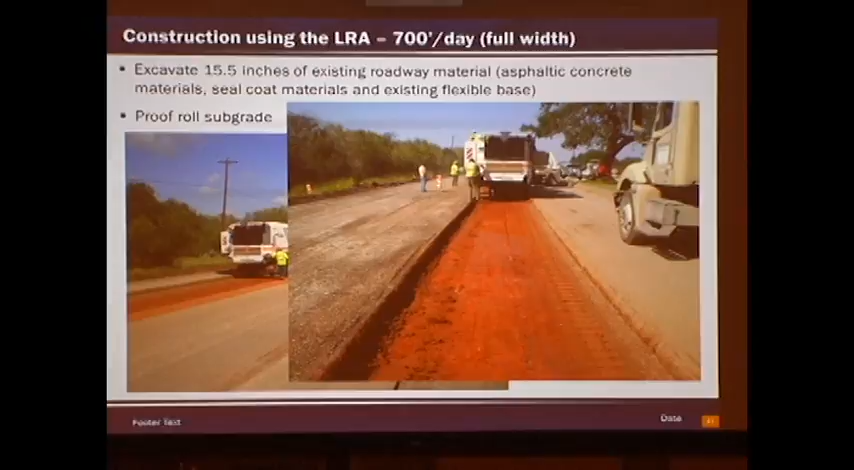 Construction using the LRA – 700'/day (full width)
• Excavate 15.5 inches of existing roadway material (asphaltic concrete
materials, seal coat materials and existing flexible base)
• Proof roll subgrade
Footer Text
Date